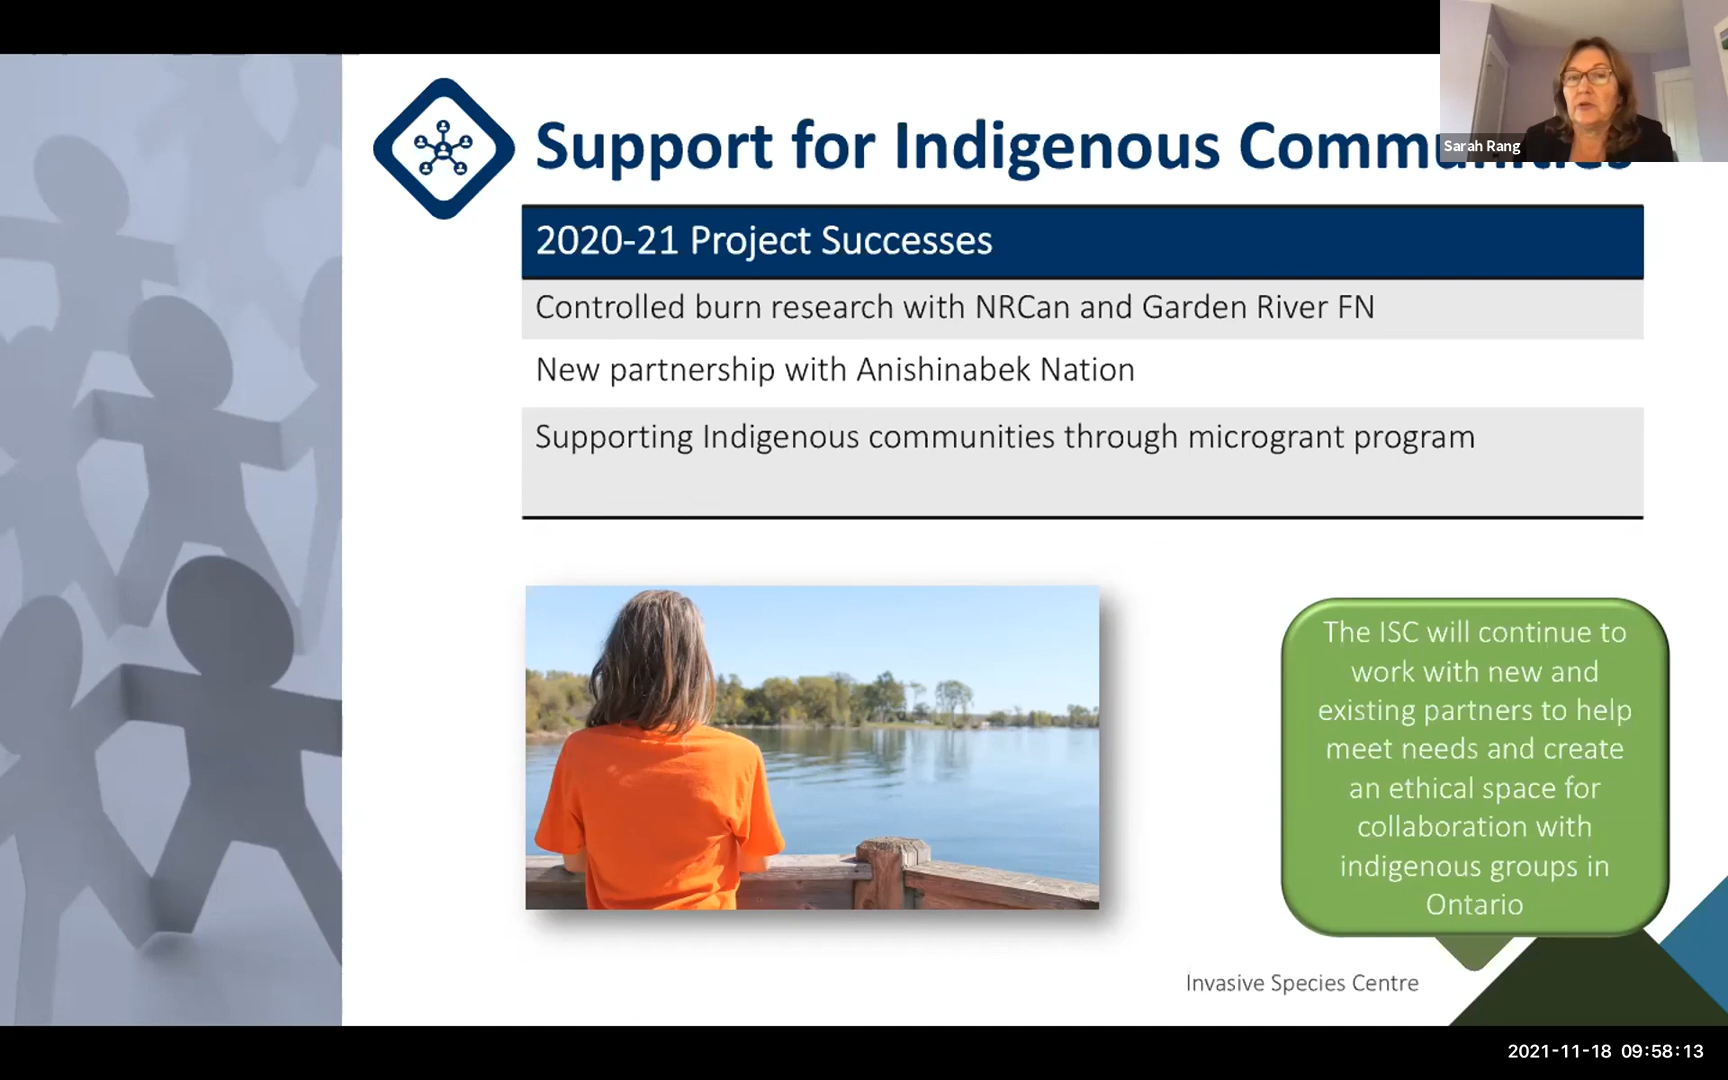 Support for Indigenous Communities
Sarah Rang
2020-21 Project Successes
Controlled burn research with NRCan and Garden River FN
New partnership with Anishinabek Nation
Supporting Indigenous communities through microgrant program
The ISC will continue to
work with new and
existing partners to help
meet needs and create
an ethical space for
collaboration with
indigenous groups in
Ontario
Invasive Species Centre
2021-11-18 09:58:13